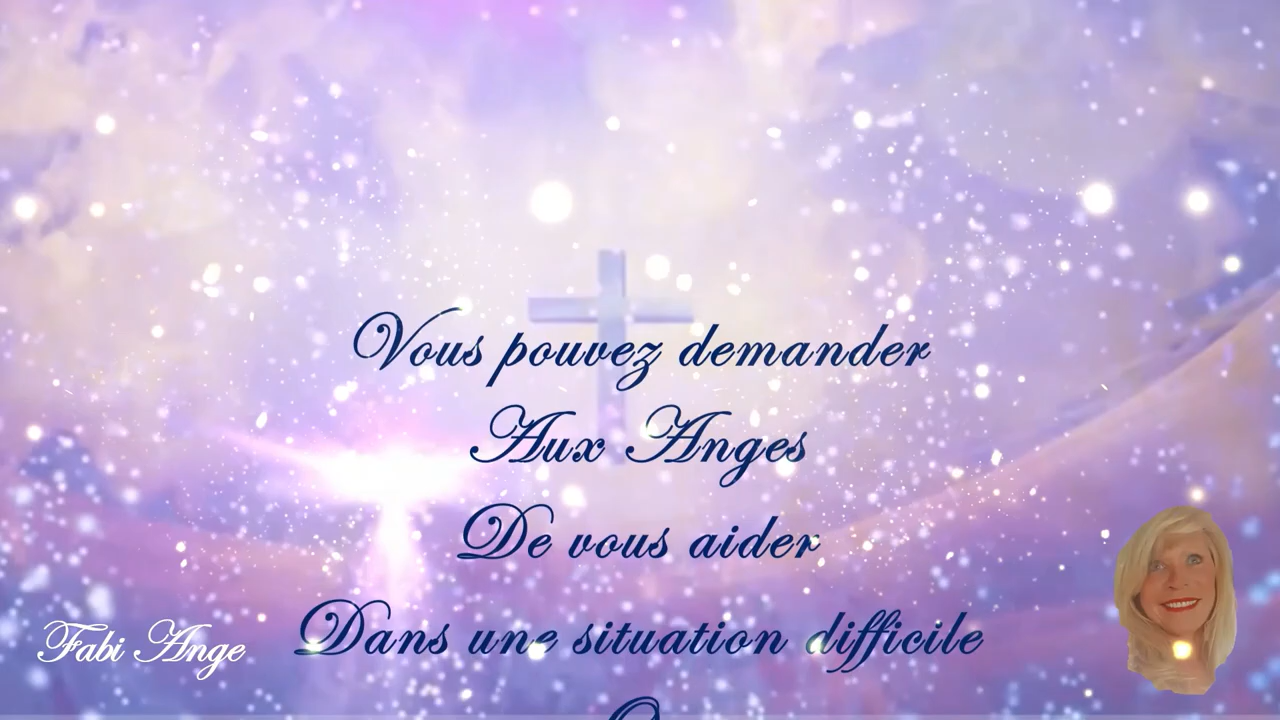 Vous pouvez demander
Aux Anges
De vous aider
Dans une situation difficile
Fabi Ange